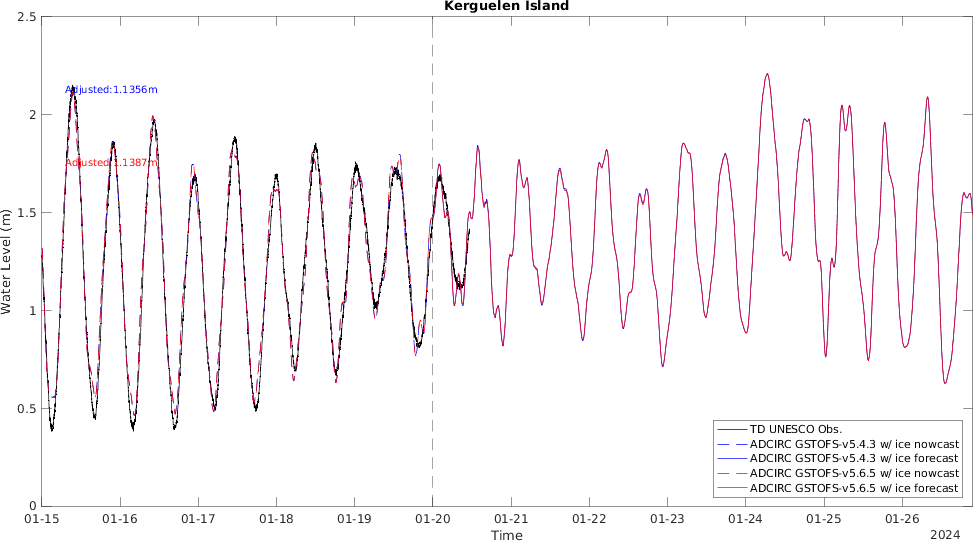 Kerguelen Island
2.5
2
1.5
1
0.5
0
Water Level (m)
Adjusted:1.1356m
Adjusted:1.1387m
TD UNESCO Obs.
ADCIRC GSTOFS-v5.4.3 w/ ice nowcast
ADCIRC GSTOFS-v5.4.3 w/ ice forecast
ADCIRC GSTOFS-v5.6.5 w/ ice nowcast
ADCIRC GSTOFS-v5.6.5 w/ ice forecast
01-15 01-16 01-17 01-18 01-19 01-20 01-21 01-22 01-23 01-24 01-25 01-26
Time
2024